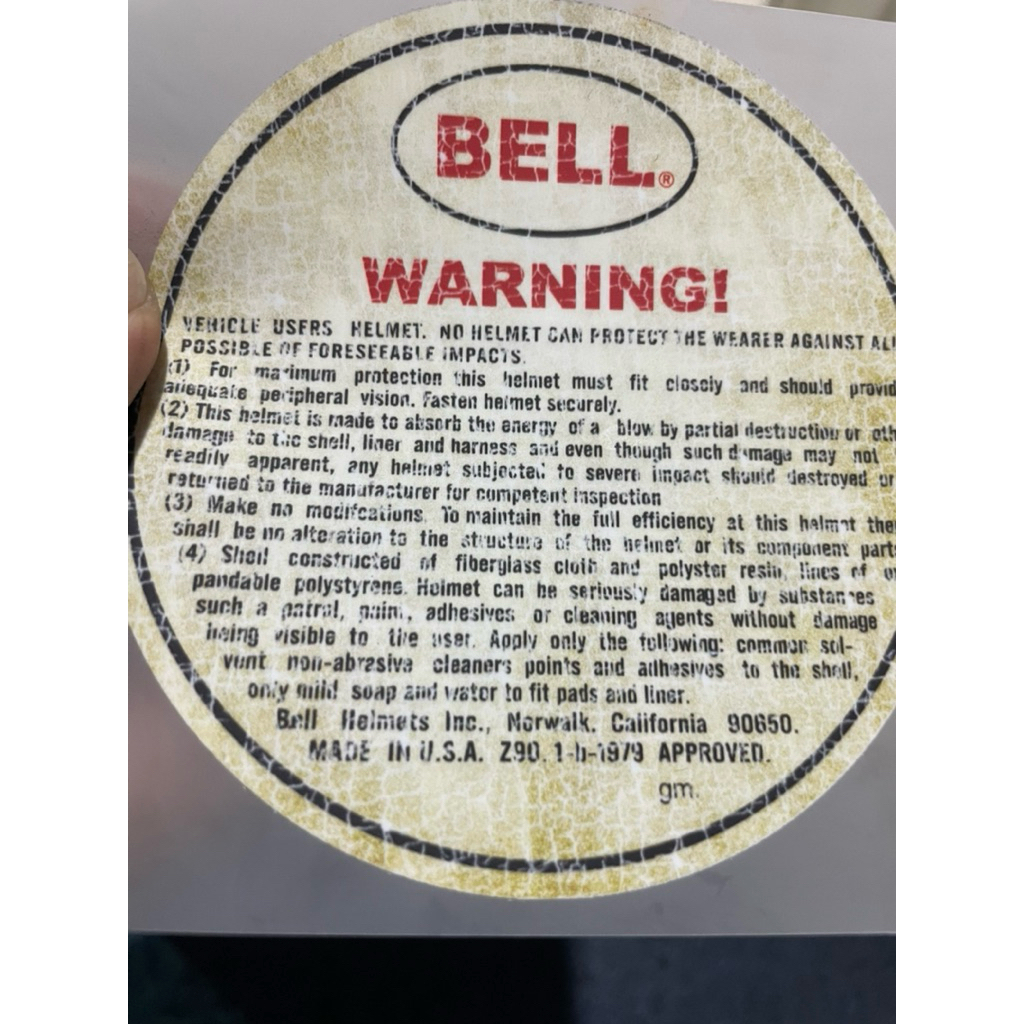 BELL®
WARNING!
VEHICLE USERS HELMET. NO HELMET CAN PROTECT THE WEARER AGAINST AL
POSSIBLE OF FORESEEABLE IMPACTS.
(1) For maximum protection this helmet must fit closely and should provid
adequate peripheral vision. Fasten helmet securely.
(2) This helmet is made to absorb the energy of a blow by partial destruction or oth
damage to the shell, liner and harness and even though such damage may not
readily apparent, any helmet subjected to severe impact should destroyed or
returned to the manufacturer for competent inspection
(3) Make no modifcations. To maintain the full efficiency at this helmet the
shall be no alteration to the structure of the helmet or its component part
(4) Shell constructed of fiberglass cloth and polyster resin, lines of
pandable polystyrene. Helmet can be seriously damaged by substances
such a patrol, paint, adhesives or cleaning agents without damage
being visible to the user. Apply only the following: common sol-
vent non-abrasive cleaners points and adhesives to the shell,
only mild soap and water to fit pads and liner.
Bell Helmets Inc., Norwalk. California 90650.
MADE IN U.S.A. Z90. 1-b-1979 APPROVED.
gm.